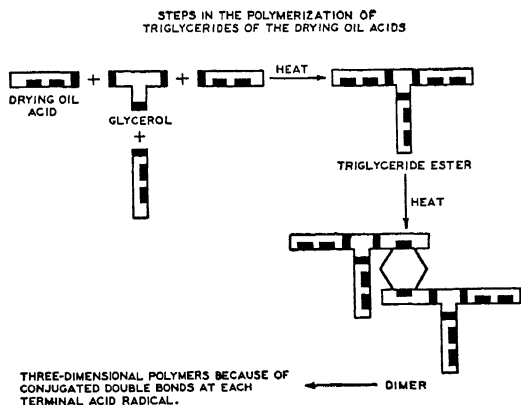 STEPS IN THE POLYMERIZATION OF
TRIGLYCERIDES OF THE DRYING OIL ACIDS
+ + HEAT
DRYING OIL
ACID
GLYCEROL
+
TRIGLYCERIDE ESTER
HEAT
THREE-DIMENSIONAL POLYMERS BECAUSE OF
CONJUGATED DOUBLE BONDS AT EACH
TERMINAL ACID RADICAL.
DIMER